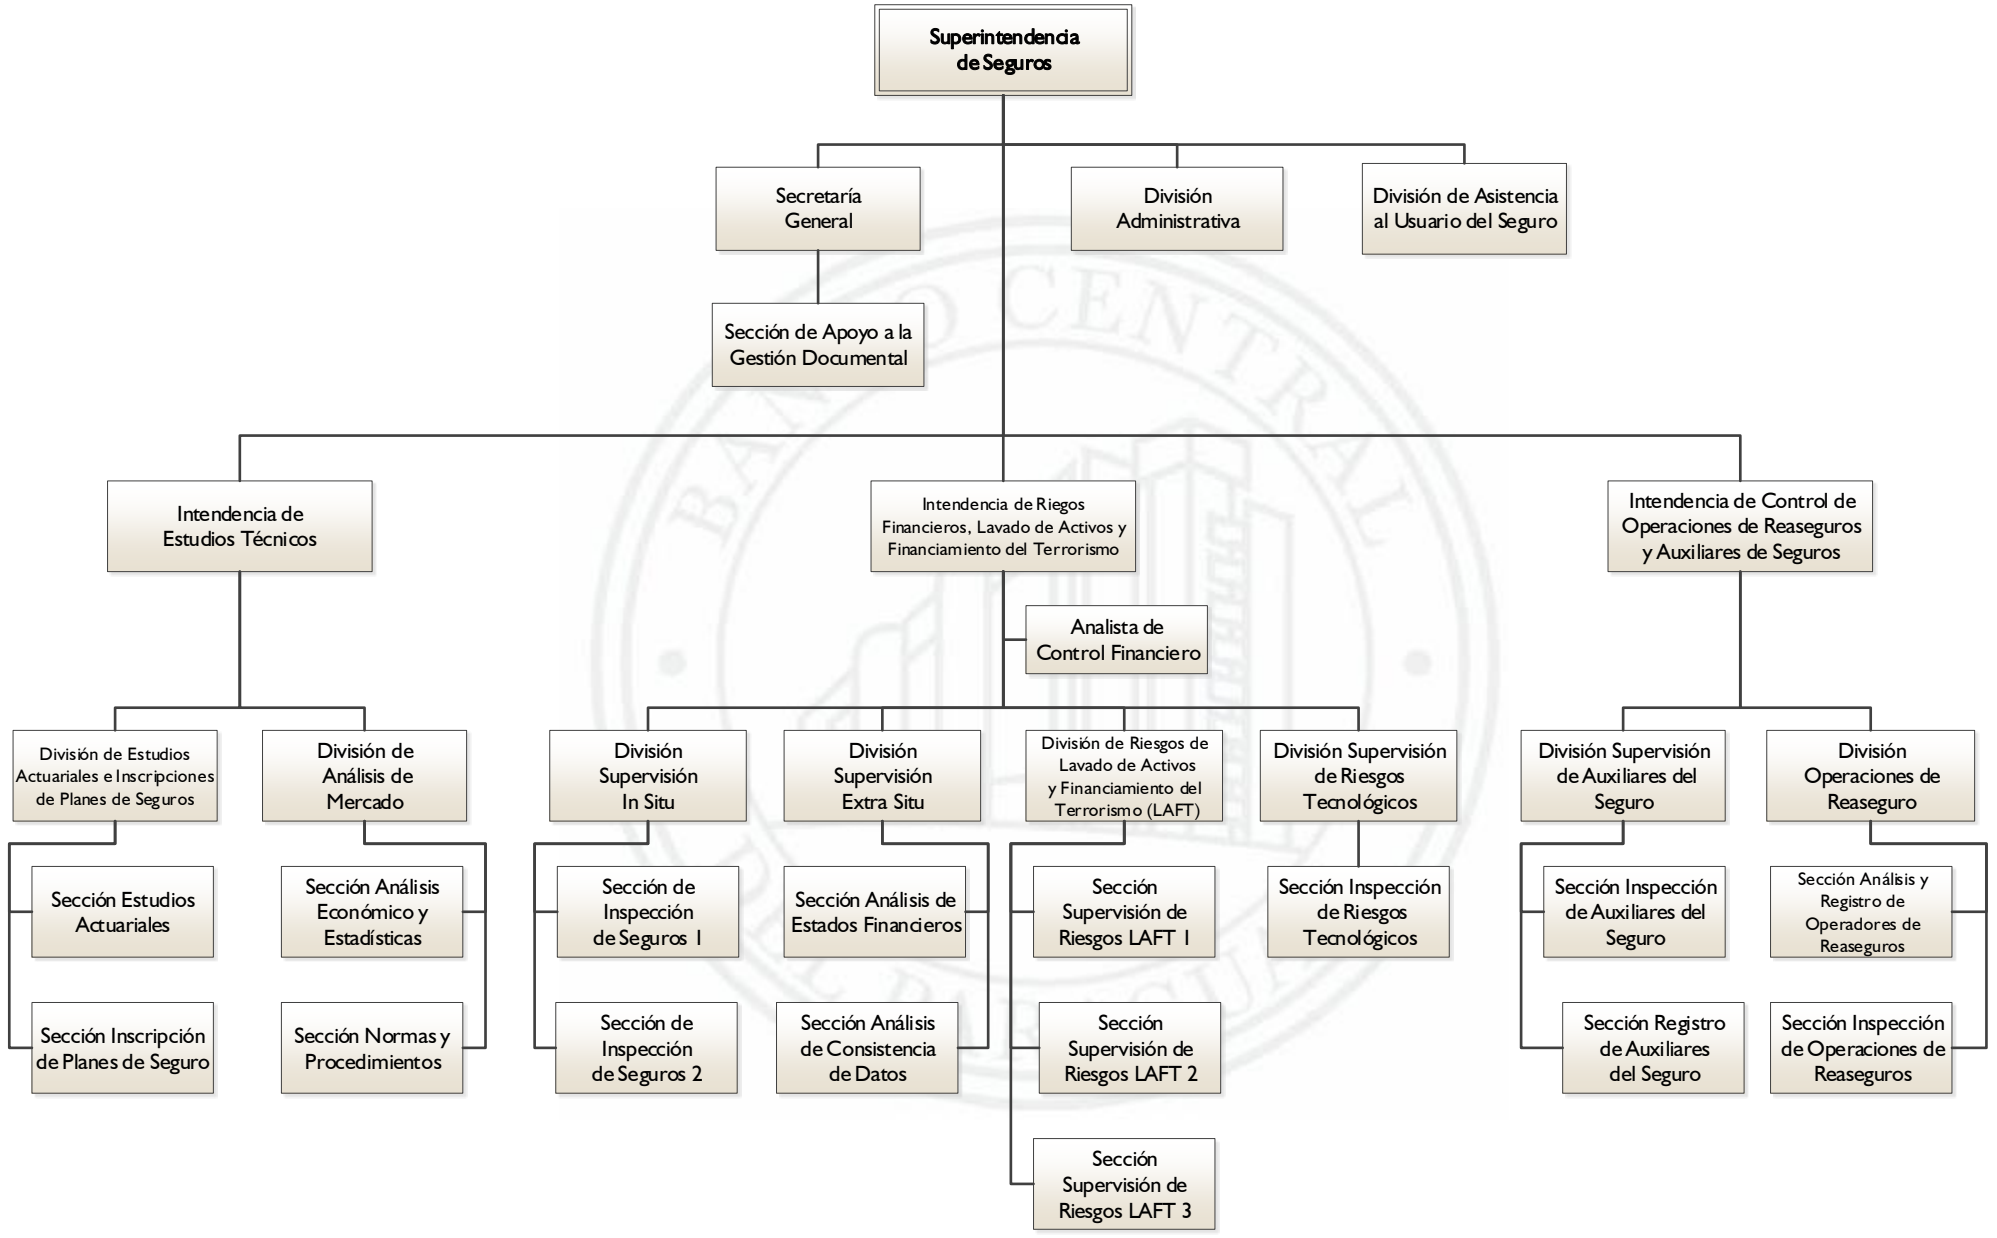 Superintendencia
de Seguros
Secretaría
General
División
Administrativa
División de Asistencia
al Usuario del Seguro
Sección de Apoyo a la
Gestión Documental
Intendencia de
Estudios Técnicos
Intendencia de Riegos
Financieros, Lavado de Activos y
Financiamiento del Terrorismo
Intendencia de Control de
Operaciones de Reaseguros
y Auxiliares de Seguros
Analista de
Control Financiero
División de Estudios
Actuariales e Inscripciones
de Planes de Seguros
División de
Análisis de
Mercado
División
Supervisión
In Situ
División
Supervisión
Extra Situ
División de Riesgos de
Lavado de Activos
y Financiamiento del
Terrorismo (LAFT)
División Supervisión
de Riesgos
Tecnológicos
División Supervisión
de Auxiliares del
Seguro
División
Operaciones de
Reaseguro
Sección Estudios
Actuariales
Sección Análisis
Económico y
Estadísticas
Sección de
Inspección
de Seguros 1
Sección Análisis de
Estados Financieros
Sección
Supervisión de
Riesgos LAFT 1
Sección Inspección
de Riesgos
Tecnológicos
Sección Inspección
de Auxiliares del
Seguro
Sección Análisis y
Registro de
Operadores de
Reaseguros
Sección Inscripción
de Planes de Seguro
Sección Normas y
Procedimientos
Sección de
Inspección
de Seguros 2
Sección Análisis
de Consistencia
de Datos
Sección
Supervisión de
Riesgos LAFT 2
Sección Registro
de Auxiliares
del Seguro
Sección Inspección
de Operaciones de
Reaseguros
Sección
Supervisión de
Riesgos LAFT 3
BANCO CENTRAL
DEL PARAGUAY